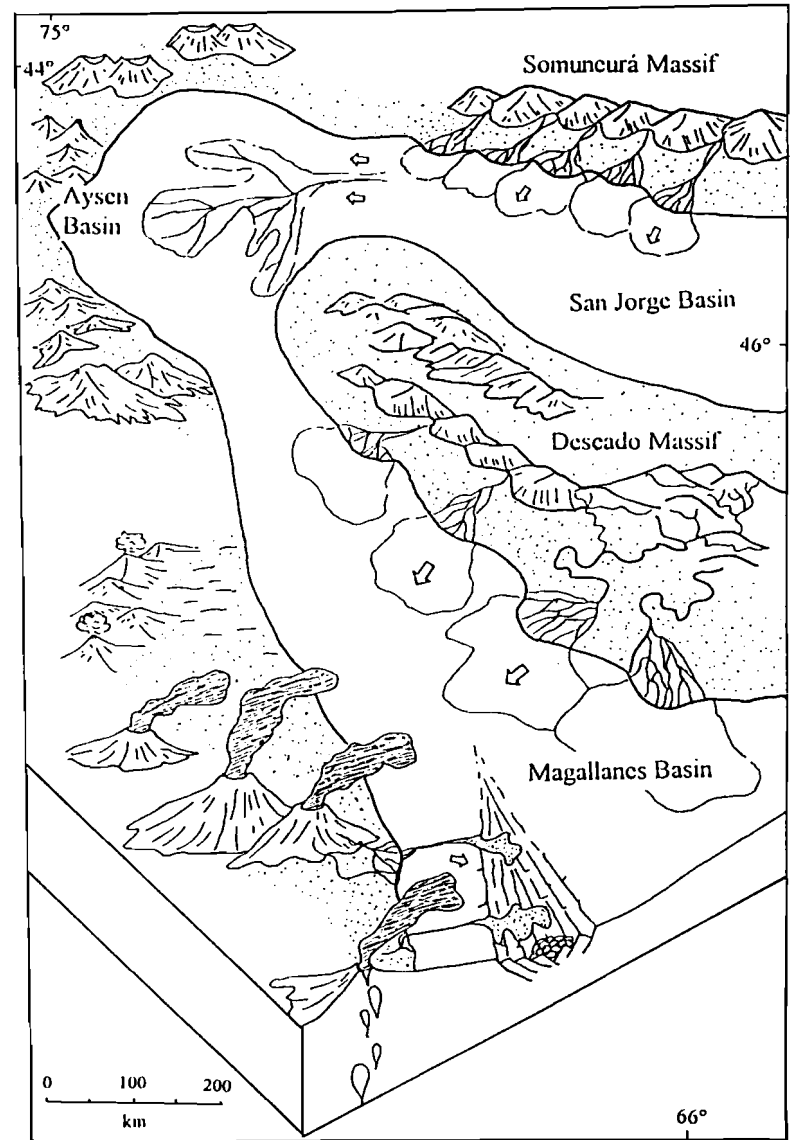 75°
44°
Somuncurá Massif
Aysen
Basin
San Jorge Basin
46°
Deseado Massif
Magallanes Basin
0 100 200
km
66°